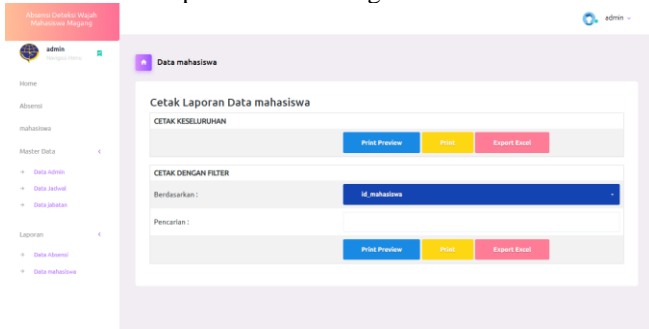 Absensi Deteksi Wajah
Mahasiswa Magang
admin
admin
Data mahasiswa
Home
Absensi
mahasiswa
Master Data
Data Admin
Data Jadwal
Data Jabatan
Laporan
Data Absensi
Data mahasiswa
Cetak Laporan Data mahasiswa
CETAK KESELURUHAN
Print Preview Print Export Excel
CETAK DENGAN FILTER
Berdasarkan : id_mahasiswa
Pencarian :
Print Preview Print Export Excel